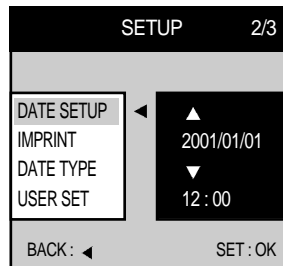 SETUP 2/3
DATE SETUP ◀ ▲
IMPRINT 2001/01/01
DATE TYPE ▼
USER SET 12 : 00
BACK : ◀ SET : OK